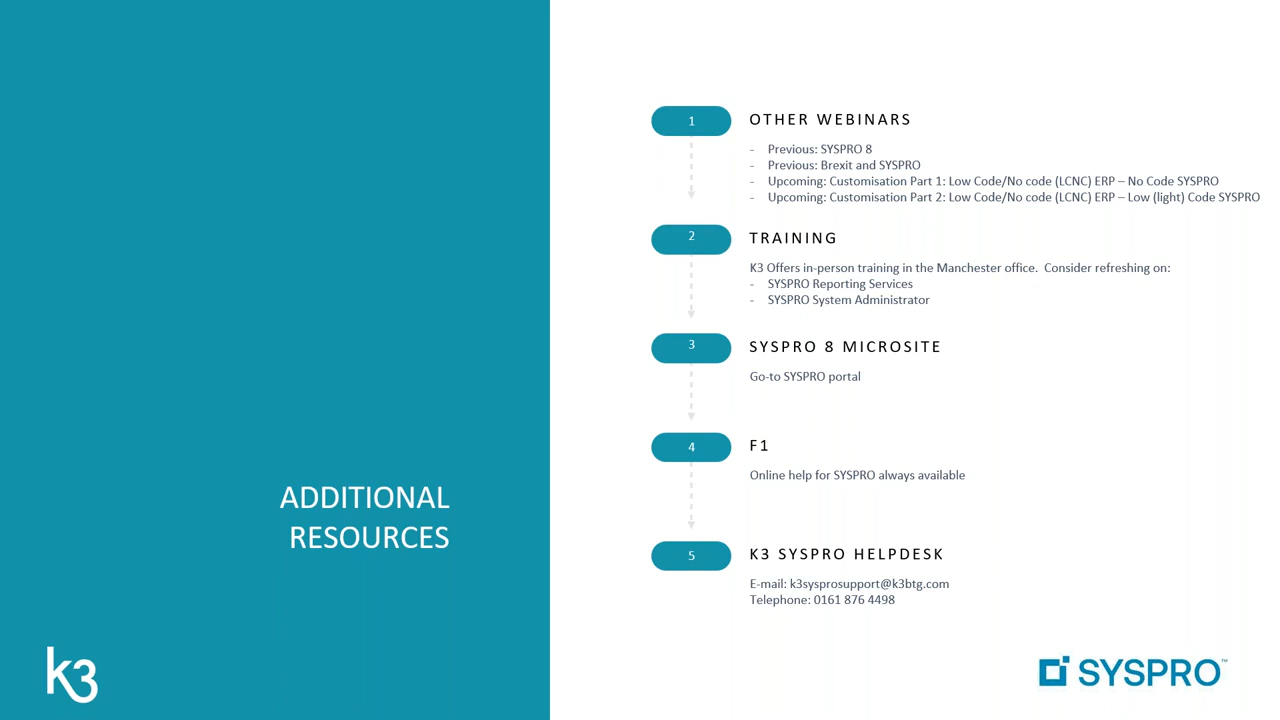 ADDITIONAL
RESOURCES
k3
1
OTHER WEBINARS
- Previous: SYSPRO 8
- Previous: Brexit and SYSPRO
- Upcoming: Customisation Part 1: Low Code/No code (LCNC) ERP – No Code SYSPRO
- Upcoming: Customisation Part 2: Low Code/No code (LCNC) ERP – Low (light) Code SYSPRO
2
TRAINING
K3 Offers in-person training in the Manchester office.  Consider refreshing on:
- SYSPRO Reporting Services
- SYSPRO System Administrator
3
SYSPRO 8 MICROSITE
Go-to SYSPRO portal
4
F1
Online help for SYSPRO always available
5
K3 SYSPRO HELPDESK
E-mail: k3sysprosupport@k3btg.com
Telephone: 0161 876 4498
SYSPRO™